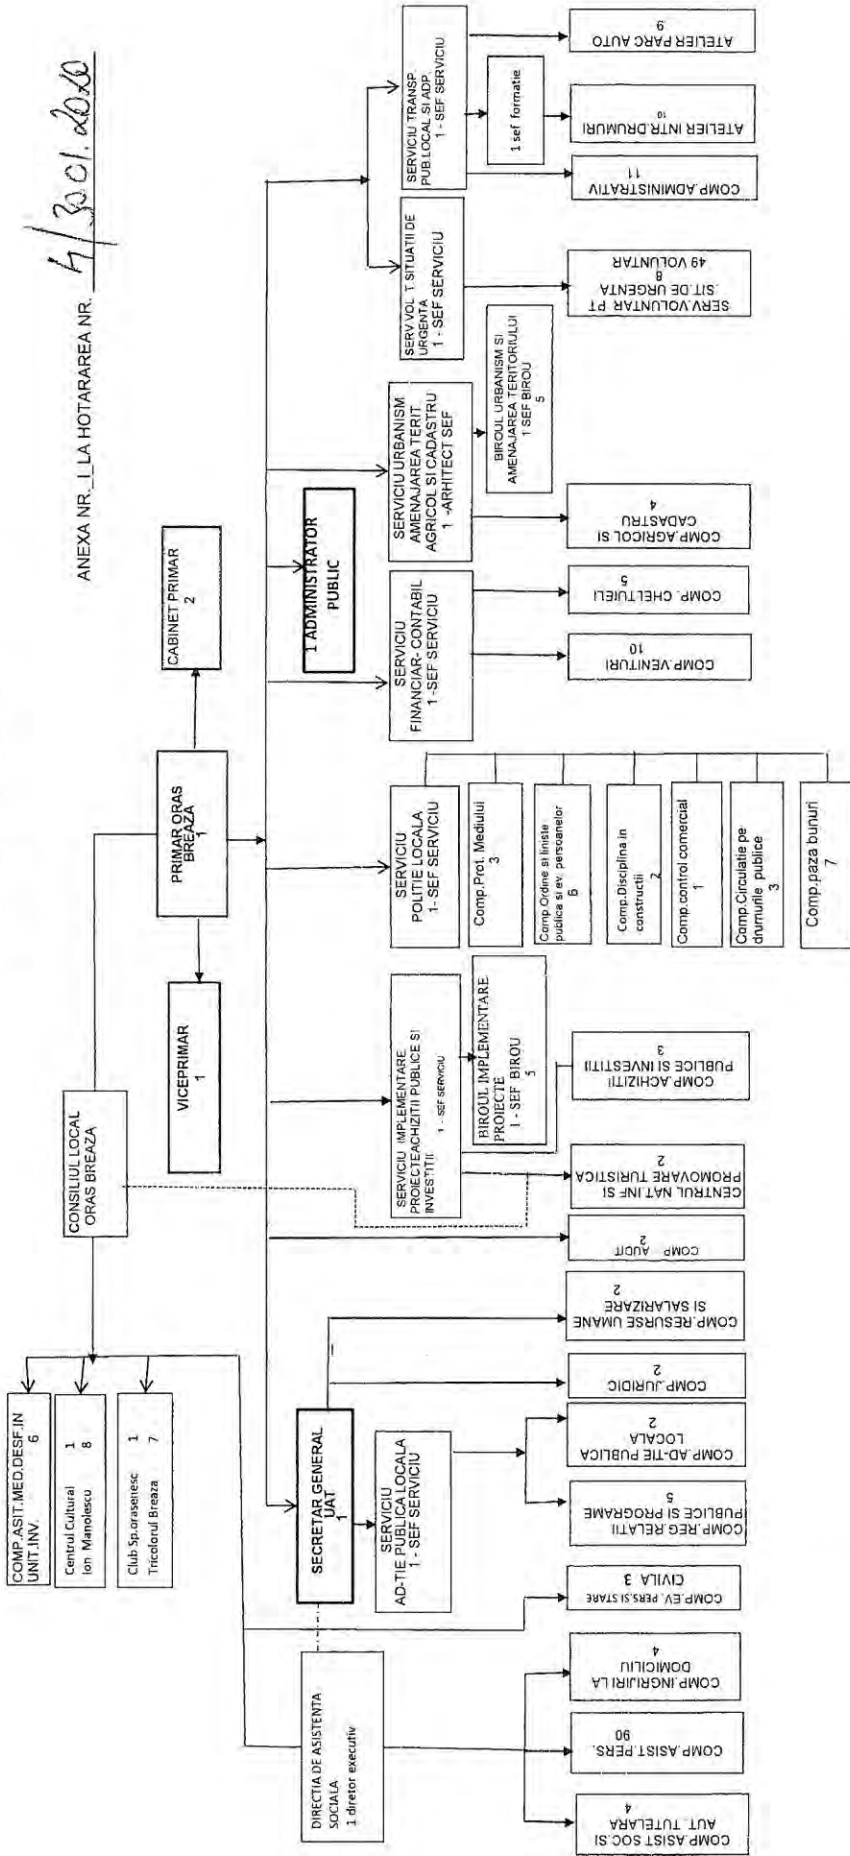 ANEXA NR._I_LA HOTARAREA NR. 4/30.01.2020
CONSILIUL LOCAL
ORAS BREAZA
PRIMAR ORAS
BREAZA
1
CABINET PRIMAR
2
VICEPRIMAR
1
1 ADMINISTRATOR
PUBLIC
COMP.ASIT.MED.DESF.IN
UNIT.INV. 6
Centrul Cultural 1
Ion Manolescu 8
Club Sp.orasenesc 1
Tricolorul Breaza 7
DIRECTIA DE ASISTENTA
SOCIALA
1 diretor executiv
SECRETAR GENERAL
UAT
1
SERVICIU
AD-TIE PUBLICA LOCALA
1 - SEF SERVICIU
SERVICIU IMPLEMENTARE
PROIECTEACHIZITII PUBLICE SI
INVESTITII 1 - SEF SERVICIU
BIROUL IMPLEMENTARE
PROIECTE
1 - SEF BIROU
5
SERVICIU
POLITIE LOCALA
1- SEF SERVICIU
Comp.Prot. Mediului
3
Comp.Ordine si liniste
publica si ev. persoanelor
6
Comp.Disciplina in
constructii
2
Comp.control comercial
1
Comp.Circulatie pe
drumurile publice
3
Comp.paza bunuri
7
SERVICIU
FINANCIAR- CONTABIL
1 -SEF SERVICIU
SERVICIU URBANISM
AMENAJAREA TERIT.
AGRICOL SI CADASTRU
1 -ARHITECT SEF
BIROUL URBANISM SI
AMENAJAREA TERITORIULUI
1 SEF BIROU
5
SERV.VOL T.SITUATII DE
URGENTA
1 - SEF SERVICIU
SERVICIU TRANSP.
PUB.LOCAL SI ADP.
1 - SEF SERVICIU
1 sef formatie
COMP.ASIST SOC.SI
AUT. TUTELARA
4
COMP.ASIST.PERS.
90
COMP.INGRIJIRI LA
DOMICILIU
4
COMP.EV. PERS.SI STARE
CIVILA 3
COMP.REG.RELATII
PUBLICE SI PROGRAME
5
COMP.AD-TIE PUBLICA
LOCALA
2
COMP.JURIDIC
2
COMP.RESURSE UMANE
SI SALARIZARE
2
COMP AUDIT
2
CENTRUL NAT.INF SI
PROMOVARE TURISTICA
2
COMP.ACHIZITII
PUBLICE SI INVESTITII
3
COMP.VENITURI
10
COMP. CHELTUIELI
5
COMP.AGRICOL SI
CADASTRU
4
SERV.VOLUNTAR PT
.SIT.DE URGENTA
8
49 VOLUNTAR
COMP.ADMINISTRATIV
11
ATELIER INTR.DRUMURI
10
ATELIER PARC AUTO
9